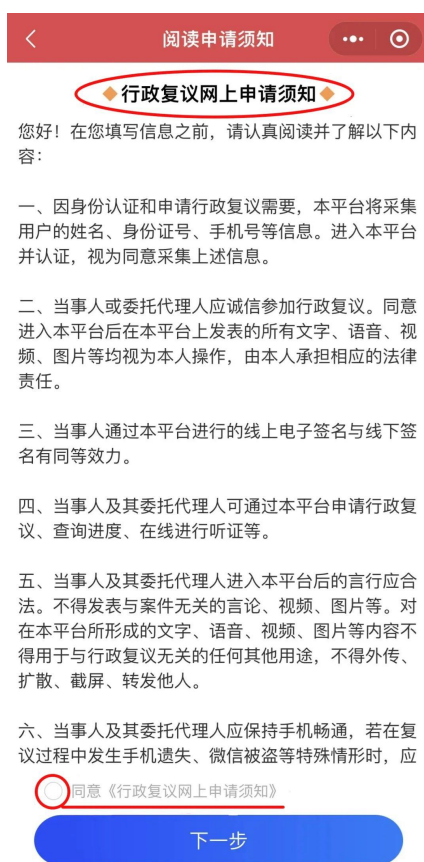 阅读申请须知
行政复议网上申请须知
您好！在您填写信息之前，请认真阅读并了解以下内
容：
一、因身份认证和申请行政复议需要，本平台将采集
用户的姓名、身份证号、手机号等信息。进入本平台
并认证，视为同意采集上述信息。
二、当事人或委托代理人应诚信参加行政复议。同意
进入本平台后在本平台上发表的所有文字、语音、视
频、图片等均视为本人操作，由本人承担相应的法律
责任。
三、当事人通过本平台进行的线上电子签名与线下签
名有同等效力。
四、当事人及其委托代理人可通过本平台申请行政复
议、查询进度、在线进行听证等。
五、当事人及其委托代理人进入本平台后的言行应合
法。不得发表与案件无关的言论、视频、图片等。对
在本平台所形成的文字、语音、视频、图片等内容不
得用于与行政复议无关的任何其他用途，不得外传、
扩散、截屏、转发他人。
六、当事人及其委托代理人应保持手机畅通，若在复
议过程中发生手机遗失、微信被盗等特殊情形时，应
同意《行政复议网上申请须知》
下一步